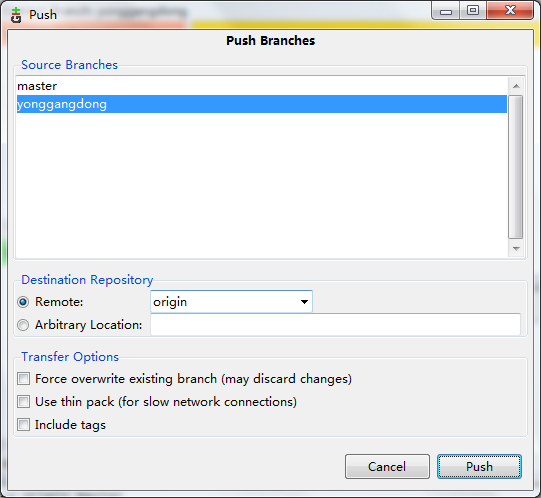 Push
Push Branches
Source Branches
master
yonggangdong
Destination Repository
Remote:
origin
Arbitrary Location:
Transfer Options
Force overwrite existing branch (may discard changes)
Use thin pack (for slow network connections)
Include tags
Cancel
Push